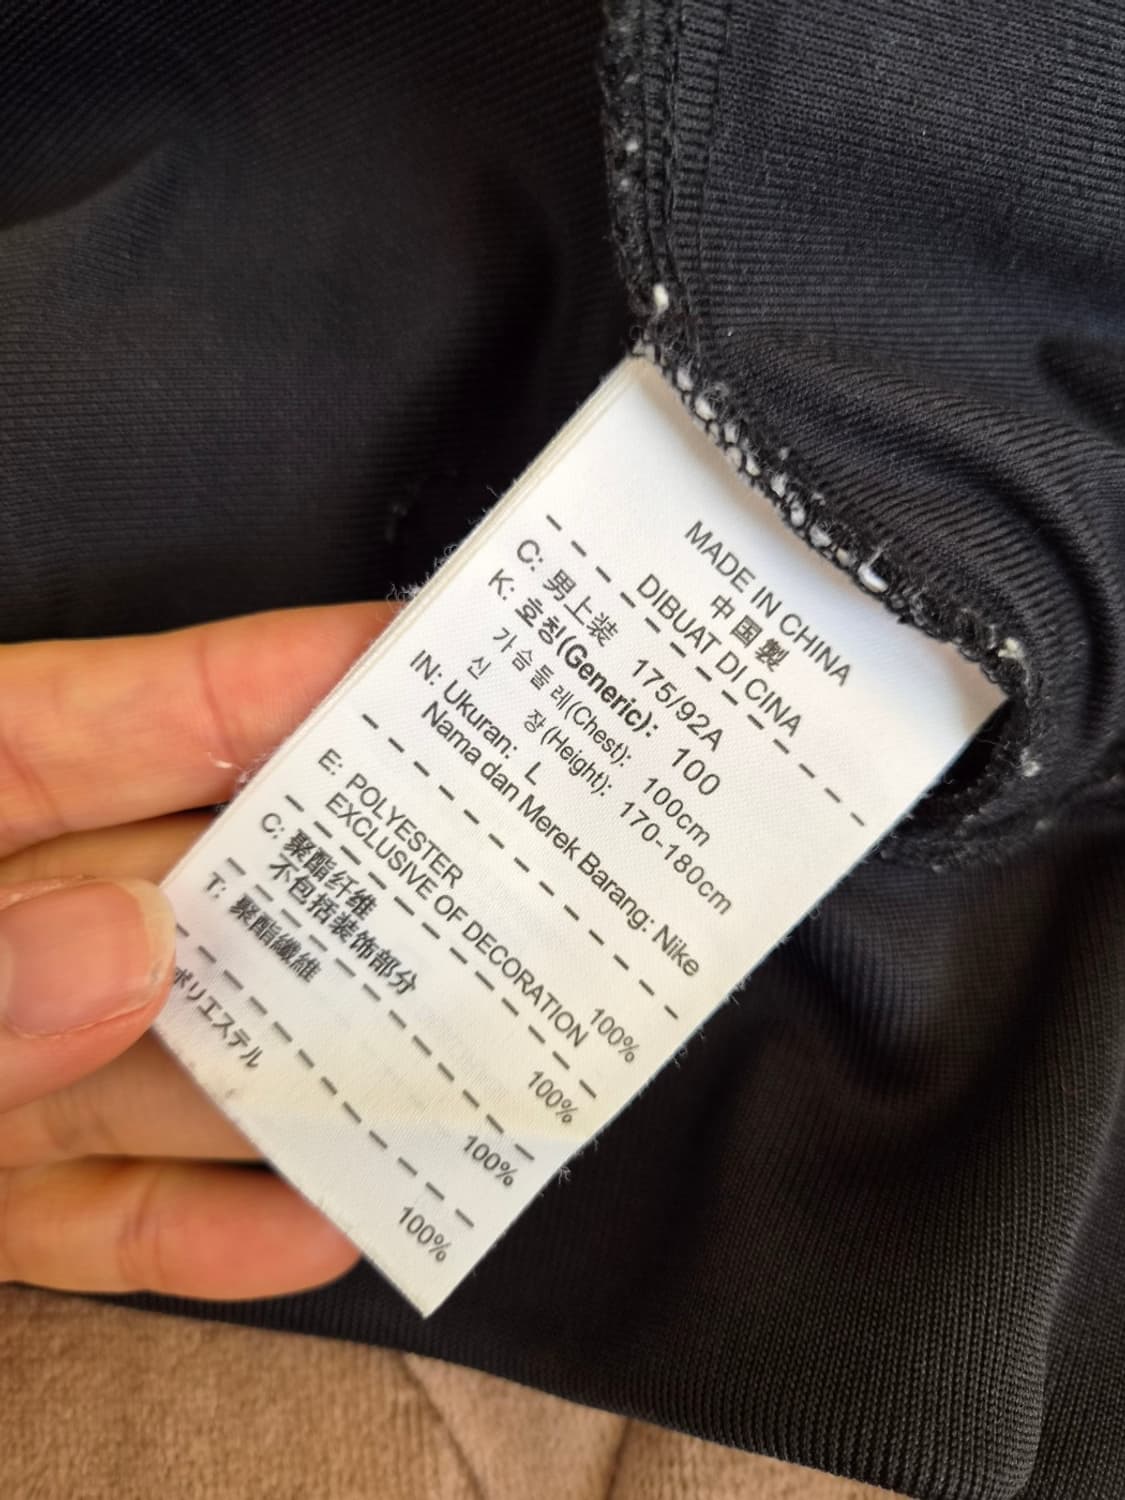 MADE IN CHINA
中国製
DIBUAT DI CINA
C: 男上装 175/92A
K: 호칭(Generic): 100
가슴둘레(Chest): 100cm
신 장(Height): 170-180cm
IN: Ukuran: L
Nama dan Merek Barang: Nike
E: POLYESTER 100%
EXCLUSIVE OF DECORATION
C: 聚酯纤维 100%
不包括装饰部分
T: 聚酯纖維 100%
ポリエステル 100%